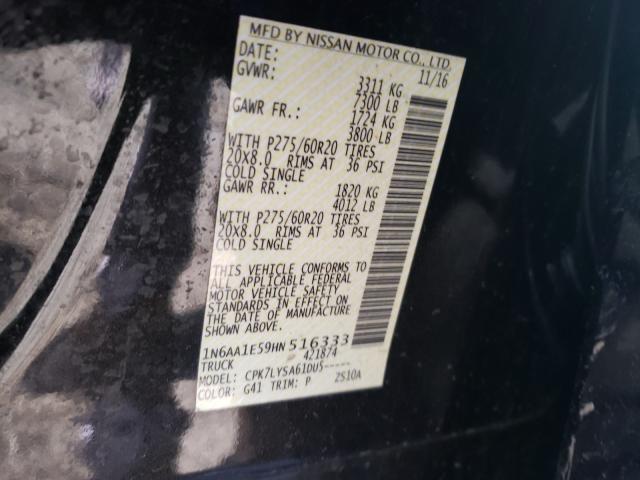 MFD BY NISSAN MOTOR CO., LTD.
DATE: 11/16
GVWR: 3311 KG
7300 LB
GAWR FR.: 1724 KG
3800 LB
WITH P275/60R20 TIRES
20X8.0 RIMS AT 36 PSI
COLD SINGLE
GAWR RR.: 1820 KG
4012 LB
WITH P275/60R20 TIRES
20X8.0 RIMS AT 36 PSI
COLD SINGLE
THIS VEHICLE CONFORMS TO
ALL APPLICABLE FEDERAL
MOTOR VEHICLE SAFETY
STANDARDS IN EFFECT ON
THE DATE OF MANUFACTURE
SHOWN ABOVE.
1N6AA1E59HN516333
TRUCK 421874
MODEL: CPK7LYSA61DUS-----
COLOR: G41 TRIM: P 2S10A